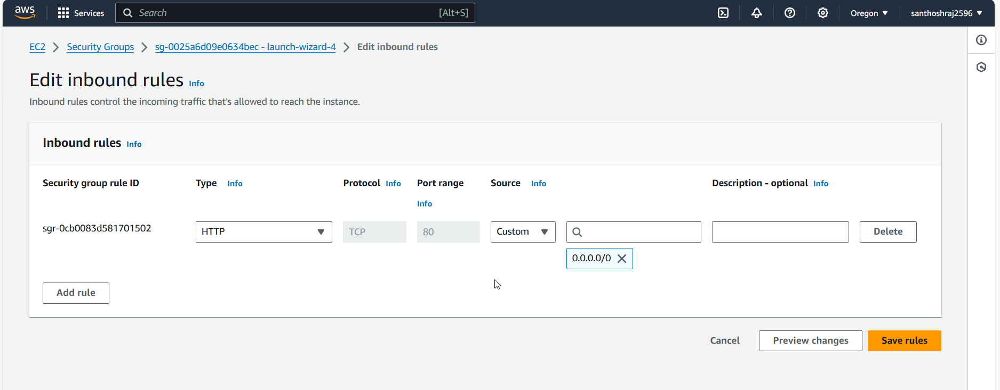 aws Services Search [Alt+S] Oregon santhoshraj2596
EC2 Security Groups sg-0025a6d09e0634bec - launch-wizard-4 Edit inbound rules
Edit inbound rules Info
Inbound rules control the incoming traffic that's allowed to reach the instance.
Inbound rules Info
Security group rule ID Type Info Protocol Info Port range Source Info Description - optional Info
Info
sgr-0cb0083d581701502 HTTP TCP 80 Custom Delete
0.0.0.0/0
Add rule
Cancel Preview changes Save rules